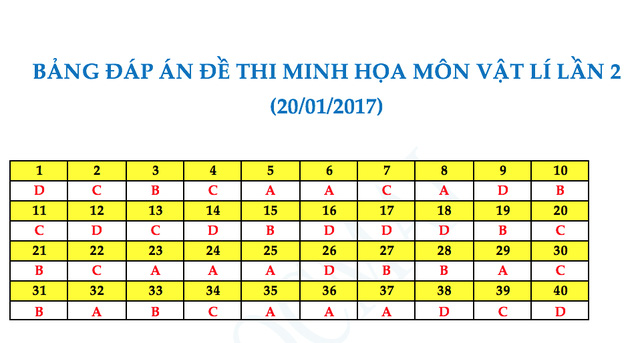 BẢNG ĐÁP ÁN ĐỀ THI MINH HỌA MÔN VẬT LÍ LẦN 2
(20/01/2017)
1 2 3 4 5 6 7 8 9 10
D C B C A A C A D B
11 12 13 14 15 16 17 18 19 20
C D C D B D D D B C
21 22 23 24 25 26 27 28 29 30
B C A A A D B B A C
31 32 33 34 35 36 37 38 39 40
B A B C A A A D C D